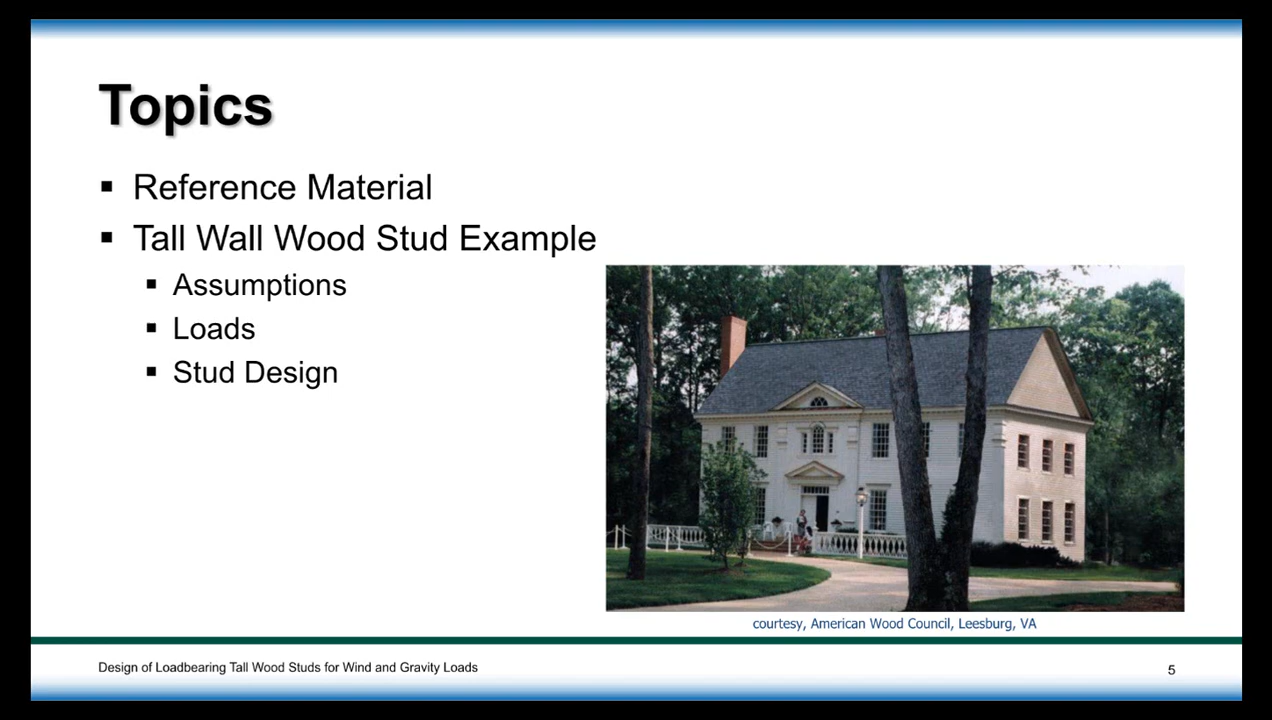 Topics
Reference Material
Tall Wall Wood Stud Example
Assumptions
Loads
Stud Design
courtesy, American Wood Council, Leesburg, VA
Design of Loadbearing Tall Wood Studs for Wind and Gravity Loads
5